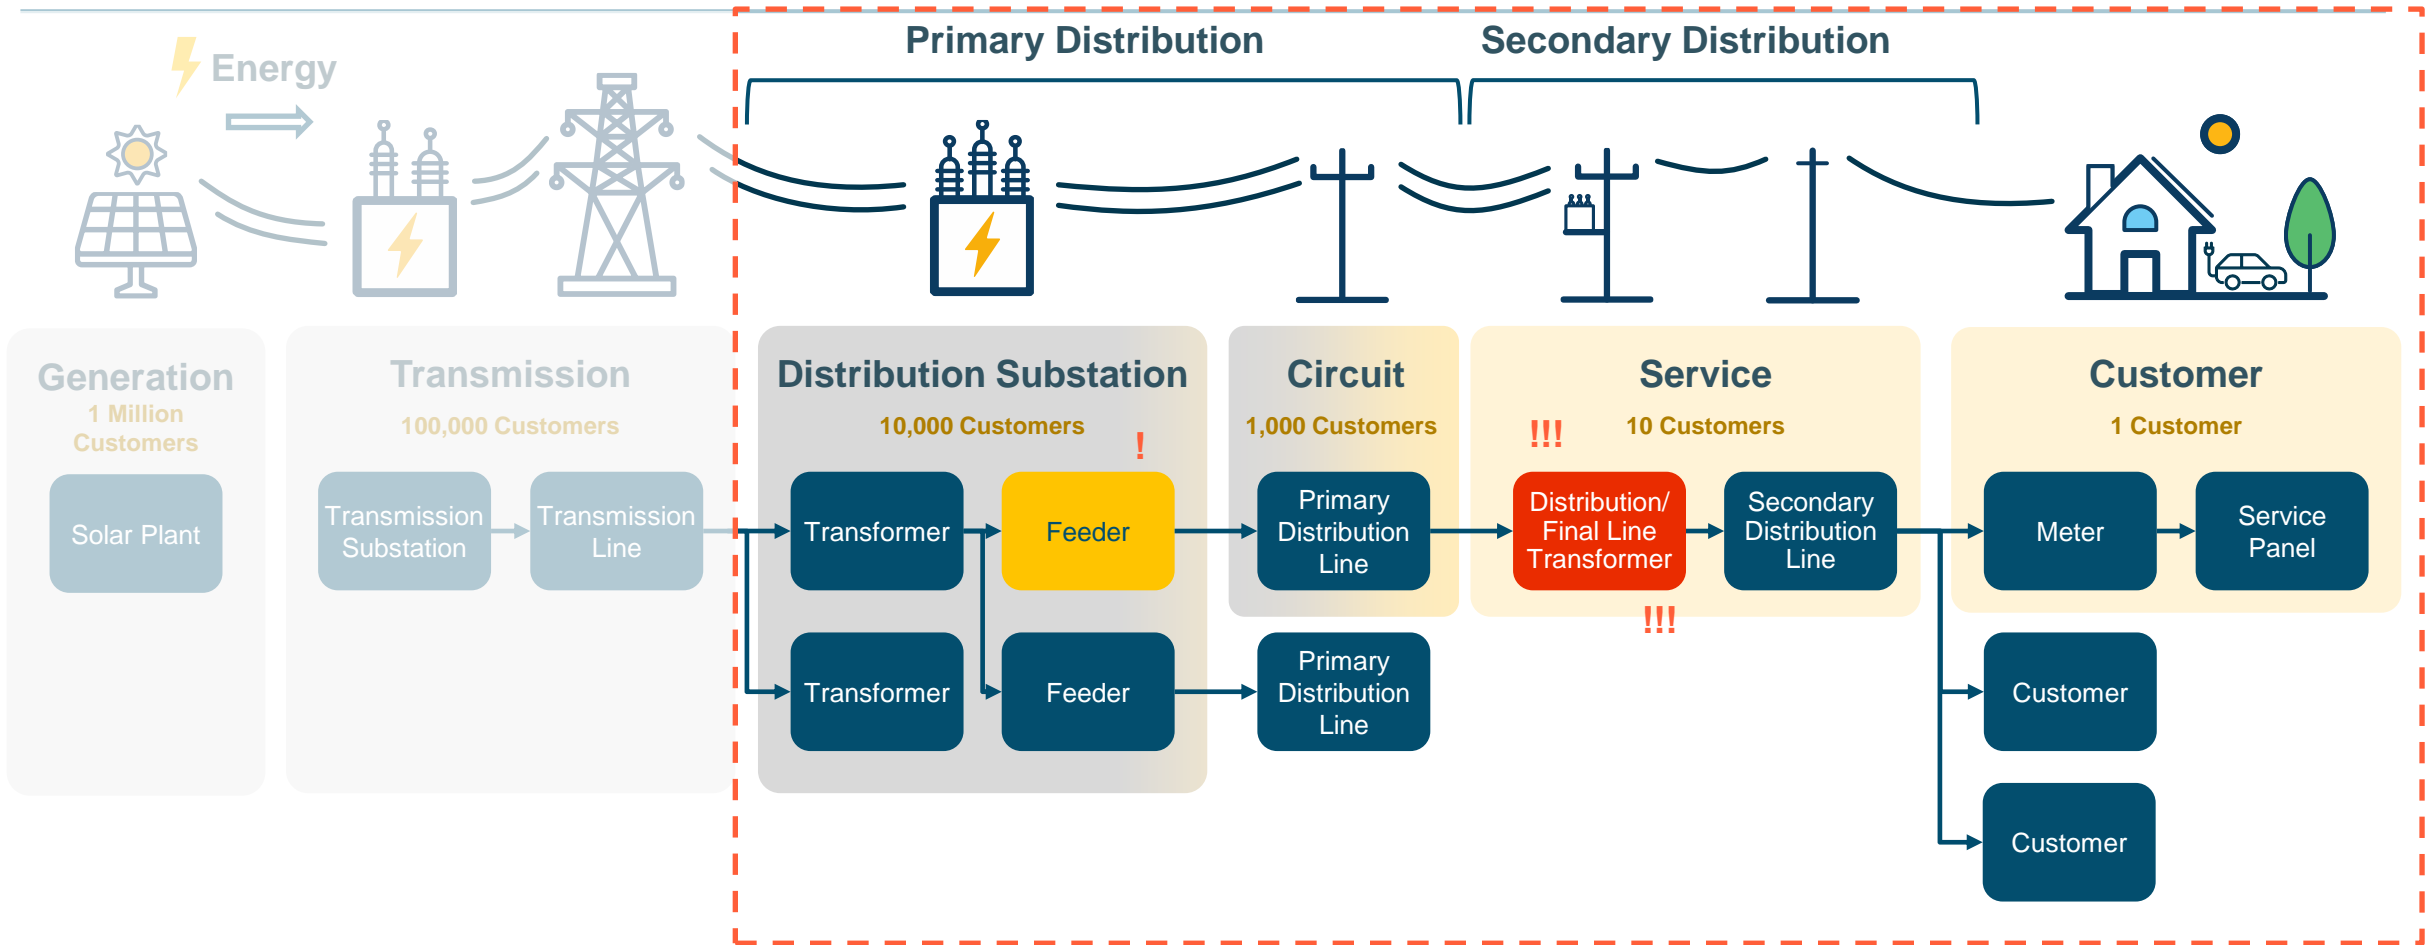 Primary Distribution
Secondary Distribution
Energy
Generation
1 Million
Customers
Solar Plant
Transmission
100,000 Customers
Transmission
Substation
Transmission
Line
Distribution Substation
10,000 Customers
!
Transformer
Feeder
Transformer
Feeder
Circuit
1,000 Customers
Primary
Distribution
Line
Primary
Distribution
Line
Service
10 Customers
!!!
Distribution/
Final Line
Transformer
!!!
Secondary
Distribution
Line
Customer
1 Customer
Meter
Service
Panel
Customer
Customer